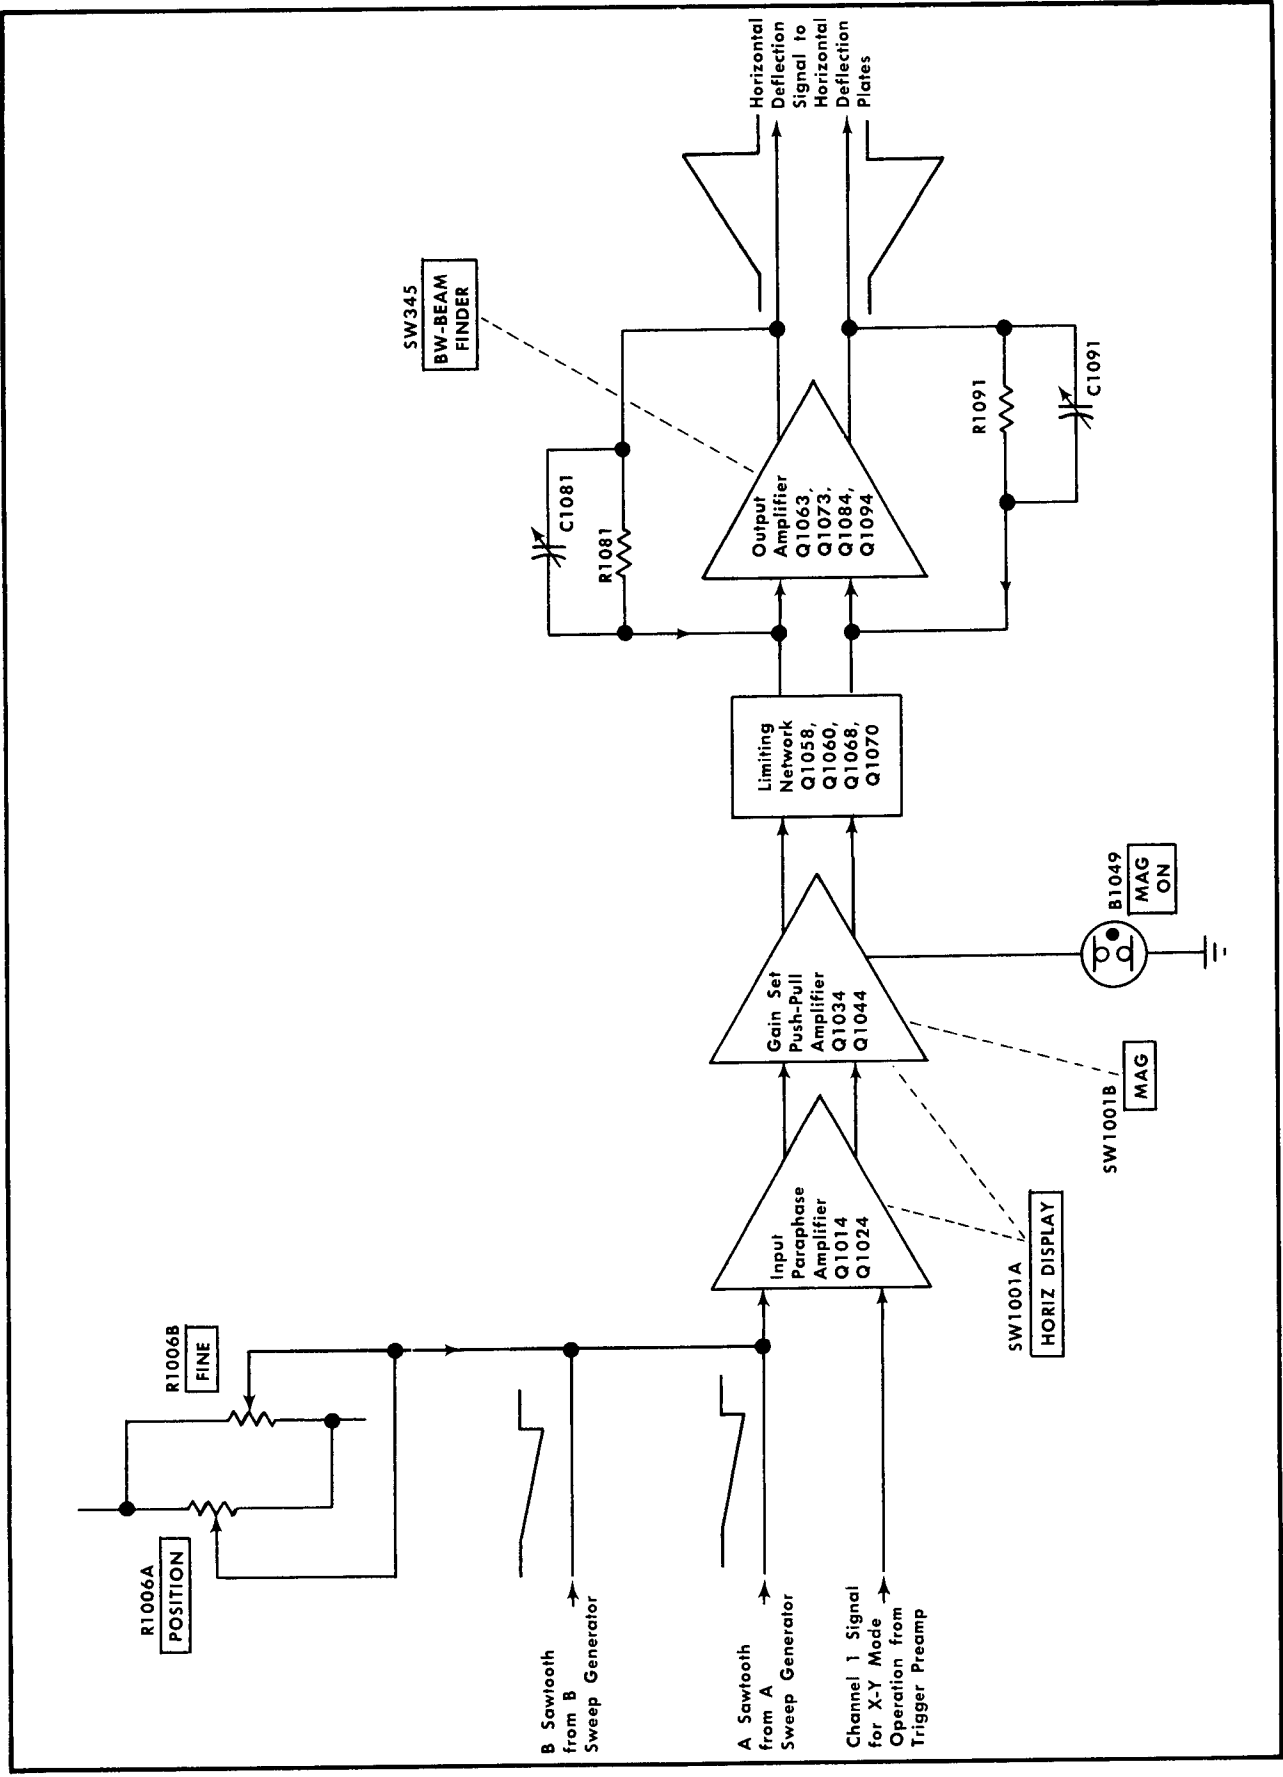 R1006A
POSITION
R1006B
FINE
B Sawtooth
from B
Sweep Generator
A Sawtooth
from A
Sweep Generator
Channel 1 Signal
for X-Y Mode
Operation from
Trigger Preamp
Input
Paraphase
Amplifier
Q1014
Q1024
SW1001A
HORIZ DISPLAY
Gain Set
Push-Pull
Amplifier
Q1034
Q1044
SW1001B
MAG
B1049
MAG
ON
Limiting
Network
Q1058,
Q1060,
Q1068,
Q1070
C1081
R1081
Output
Amplifier
Q1063,
Q1073,
Q1084,
Q1094
SW345
BW-BEAM
FINDER
R1091
C1091
Horizontal
Deflection
Signal to
Horizontal
Deflection
Plates